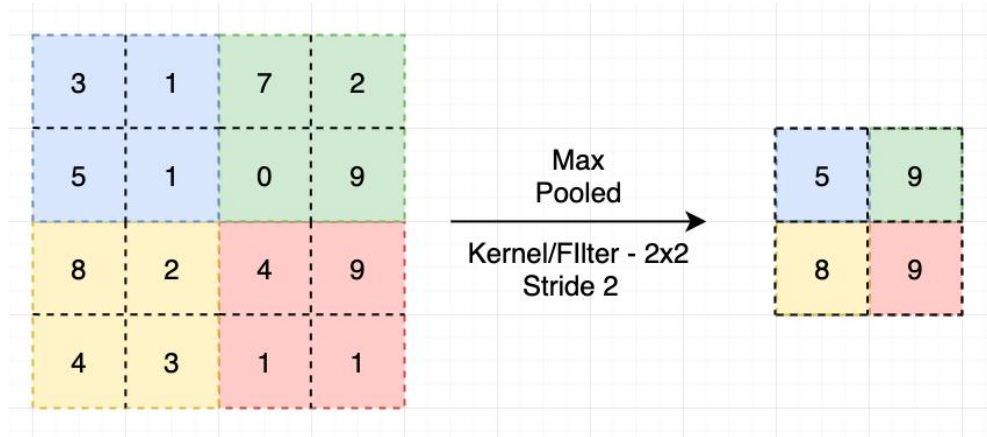 3 1 7 2
5 1 0 9
8 2 4 9
4 3 1 1
Max
Pooled
Kernel/FIlter - 2x2
Stride 2
5 9
8 9